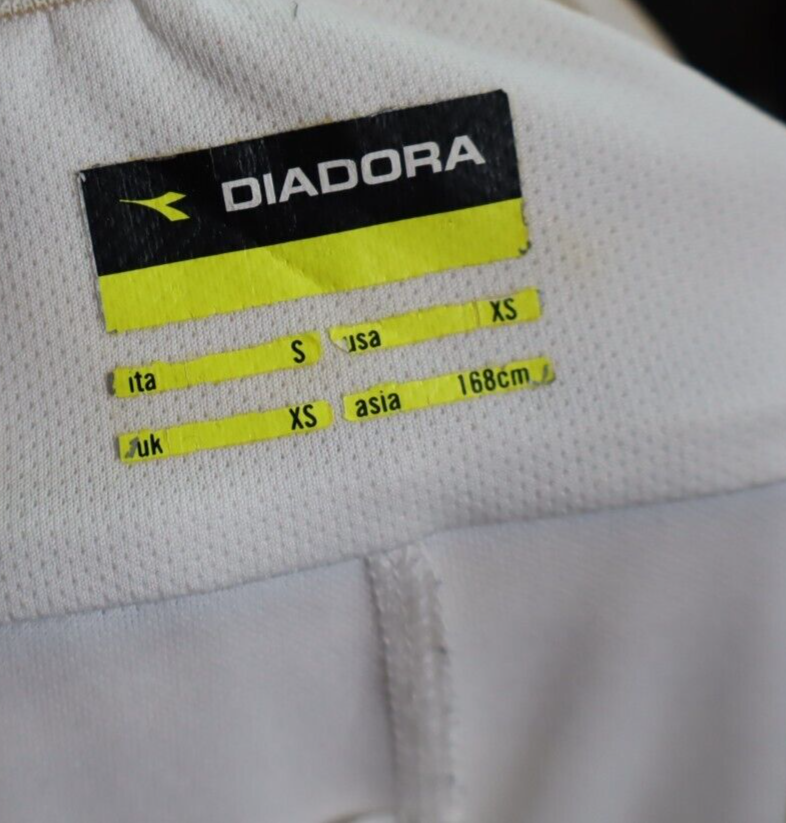 DIADORA
ita S usa XS
uk XS asia 168cm